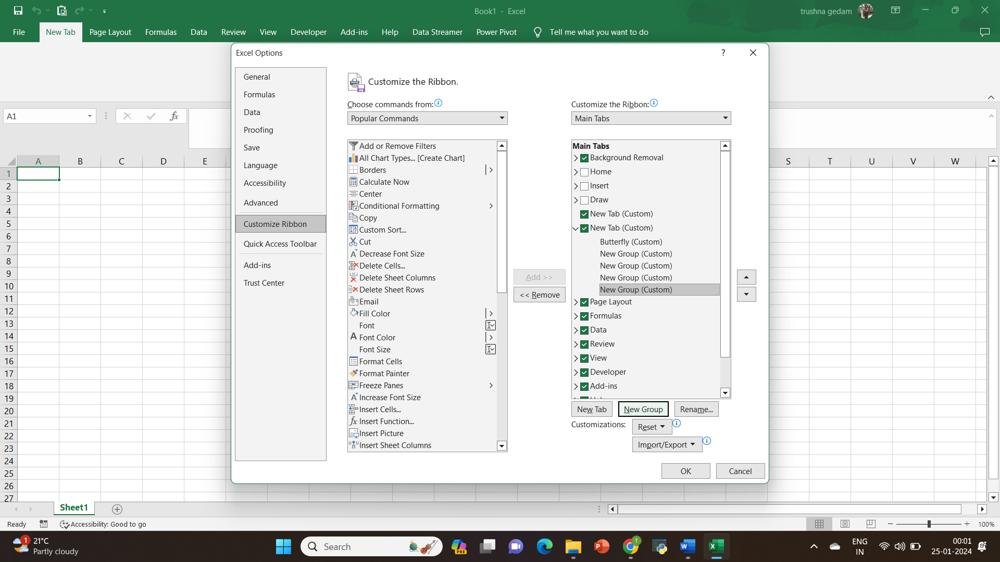 Book1 - Excel
trushna gedam
File
New Tab
Page Layout
Formulas
Data
Review
View
Developer
Add-ins
Help
Data Streamer
Power Pivot
Tell me what you want to do
Excel Options
?
General
Formulas
Data
Proofing
Save
Language
Accessibility
Advanced
Customize Ribbon
Quick Access Toolbar
Add-ins
Trust Center
Customize the Ribbon.
Choose commands from:
Popular Commands
Add or Remove Filters
All Chart Types... [Create Chart]
Borders
Calculate Now
Center
Conditional Formatting
Copy
Custom Sort...
Cut
Decrease Font Size
Delete Cells...
Delete Sheet Columns
Delete Sheet Rows
Email
Fill Color
Font
Font Color
Font Size
Format Cells
Format Painter
Freeze Panes
Increase Font Size
Insert Cells...
Insert Function...
Insert Picture
Insert Sheet Columns
Add >>
<< Remove
Customize the Ribbon:
Main Tabs
Main Tabs
Background Removal
Home
Insert
Draw
New Tab (Custom)
New Tab (Custom)
Butterfly (Custom)
New Group (Custom)
New Group (Custom)
New Group (Custom)
New Group (Custom)
Page Layout
Formulas
Data
Review
View
Developer
Add-ins
New Tab
New Group
Rename...
Customizations:
Reset
Import/Export
OK
Cancel
A1
fx
A B C D E S T U V W
1
2
3
4
5
6
7
8
9
10
11
12
13
14
15
16
17
18
19
20
21
22
23
24
25
26
27
Sheet1
Ready
Accessibility: Good to go
100%
1
21°C
Partly cloudy
Search
PRE
T
ENG
IN
00:01
25-01-2024